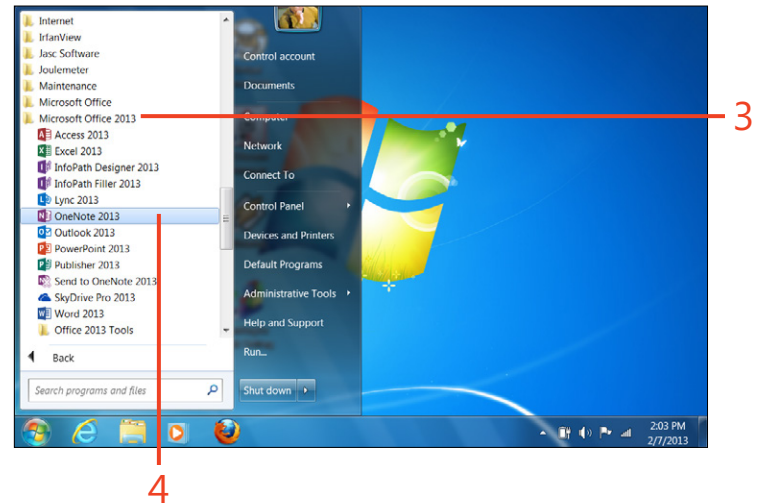 Internet
IrfanView
Jasc Software
Joulemeter
Maintenance
Microsoft Office
Microsoft Office 2013
Access 2013
Excel 2013
InfoPath Designer 2013
InfoPath Filler 2013
Lync 2013
OneNote 2013
Outlook 2013
PowerPoint 2013
Publisher 2013
Send to OneNote 2013
SkyDrive Pro 2013
Word 2013
Office 2013 Tools
Back
Search programs and files
Control account
Documents
Computer
Network
Connect To
Control Panel
Devices and Printers
Default Programs
Administrative Tools
Help and Support
Run...
Shut down
2:03 PM
2/7/2013
3
4